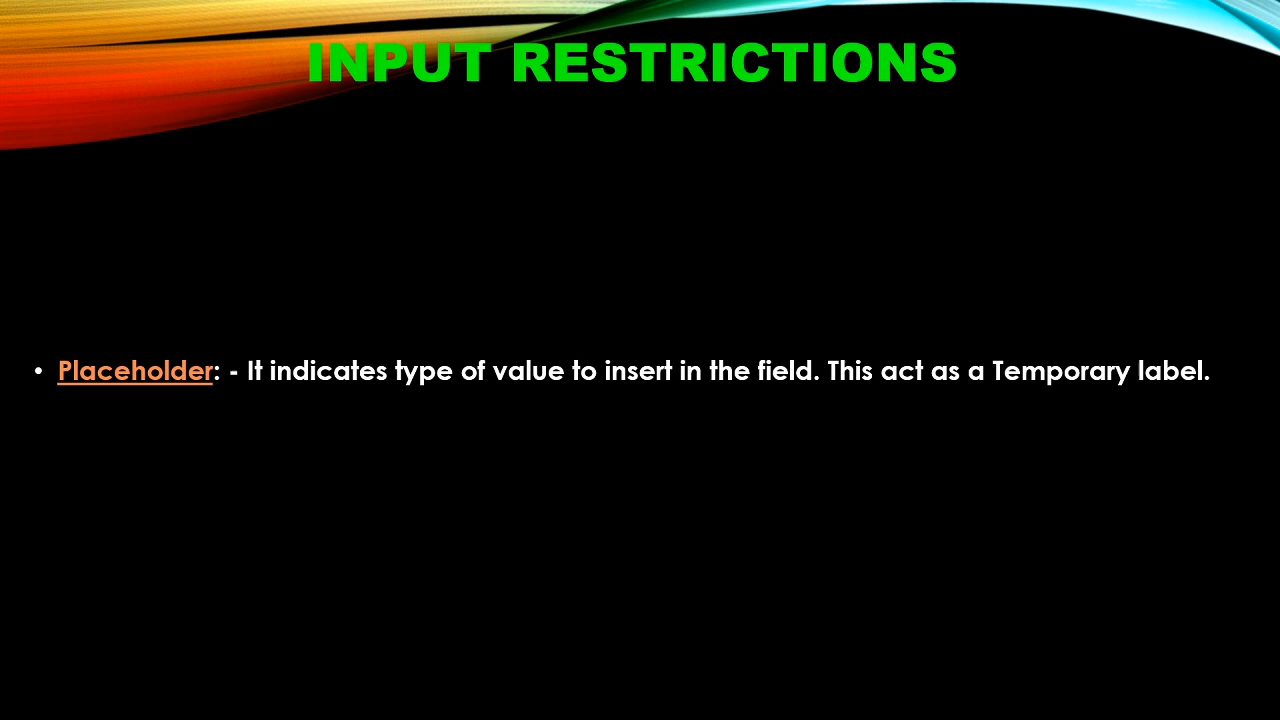 INPUT RESTRICTIONS
• Placeholder: - It indicates type of value to insert in the field. This act as a Temporary label.